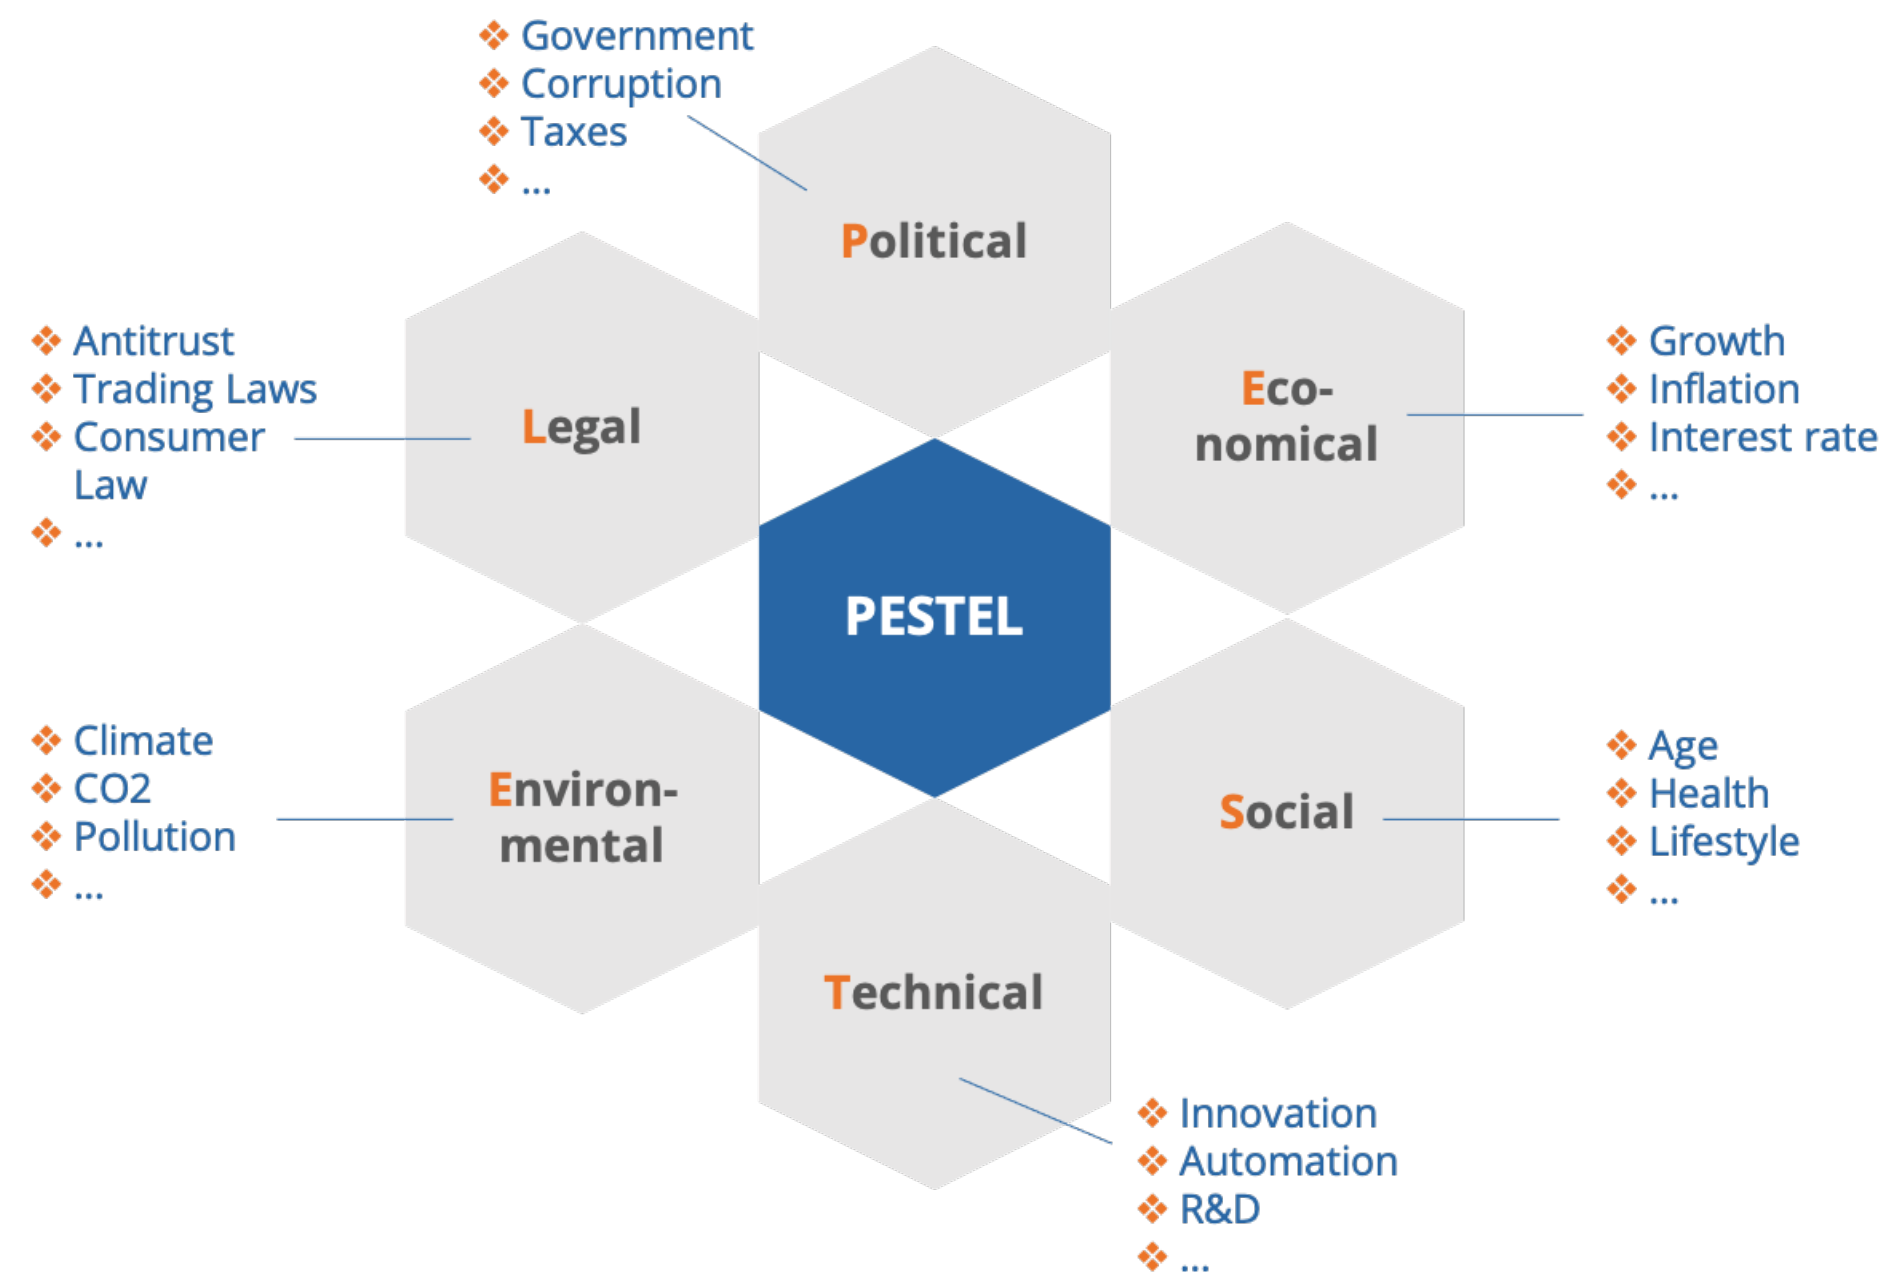 Government
Corruption
Taxes
...
Political
Antitrust
Trading Laws
Consumer
Law
...
Legal
Eco-
nomical
Growth
Inflation
Interest rate
...
PESTEL
Climate
CO2
Pollution
...
Environ-
mental
Social
Age
Health
Lifestyle
...
Technical
Innovation
Automation
R&D
...